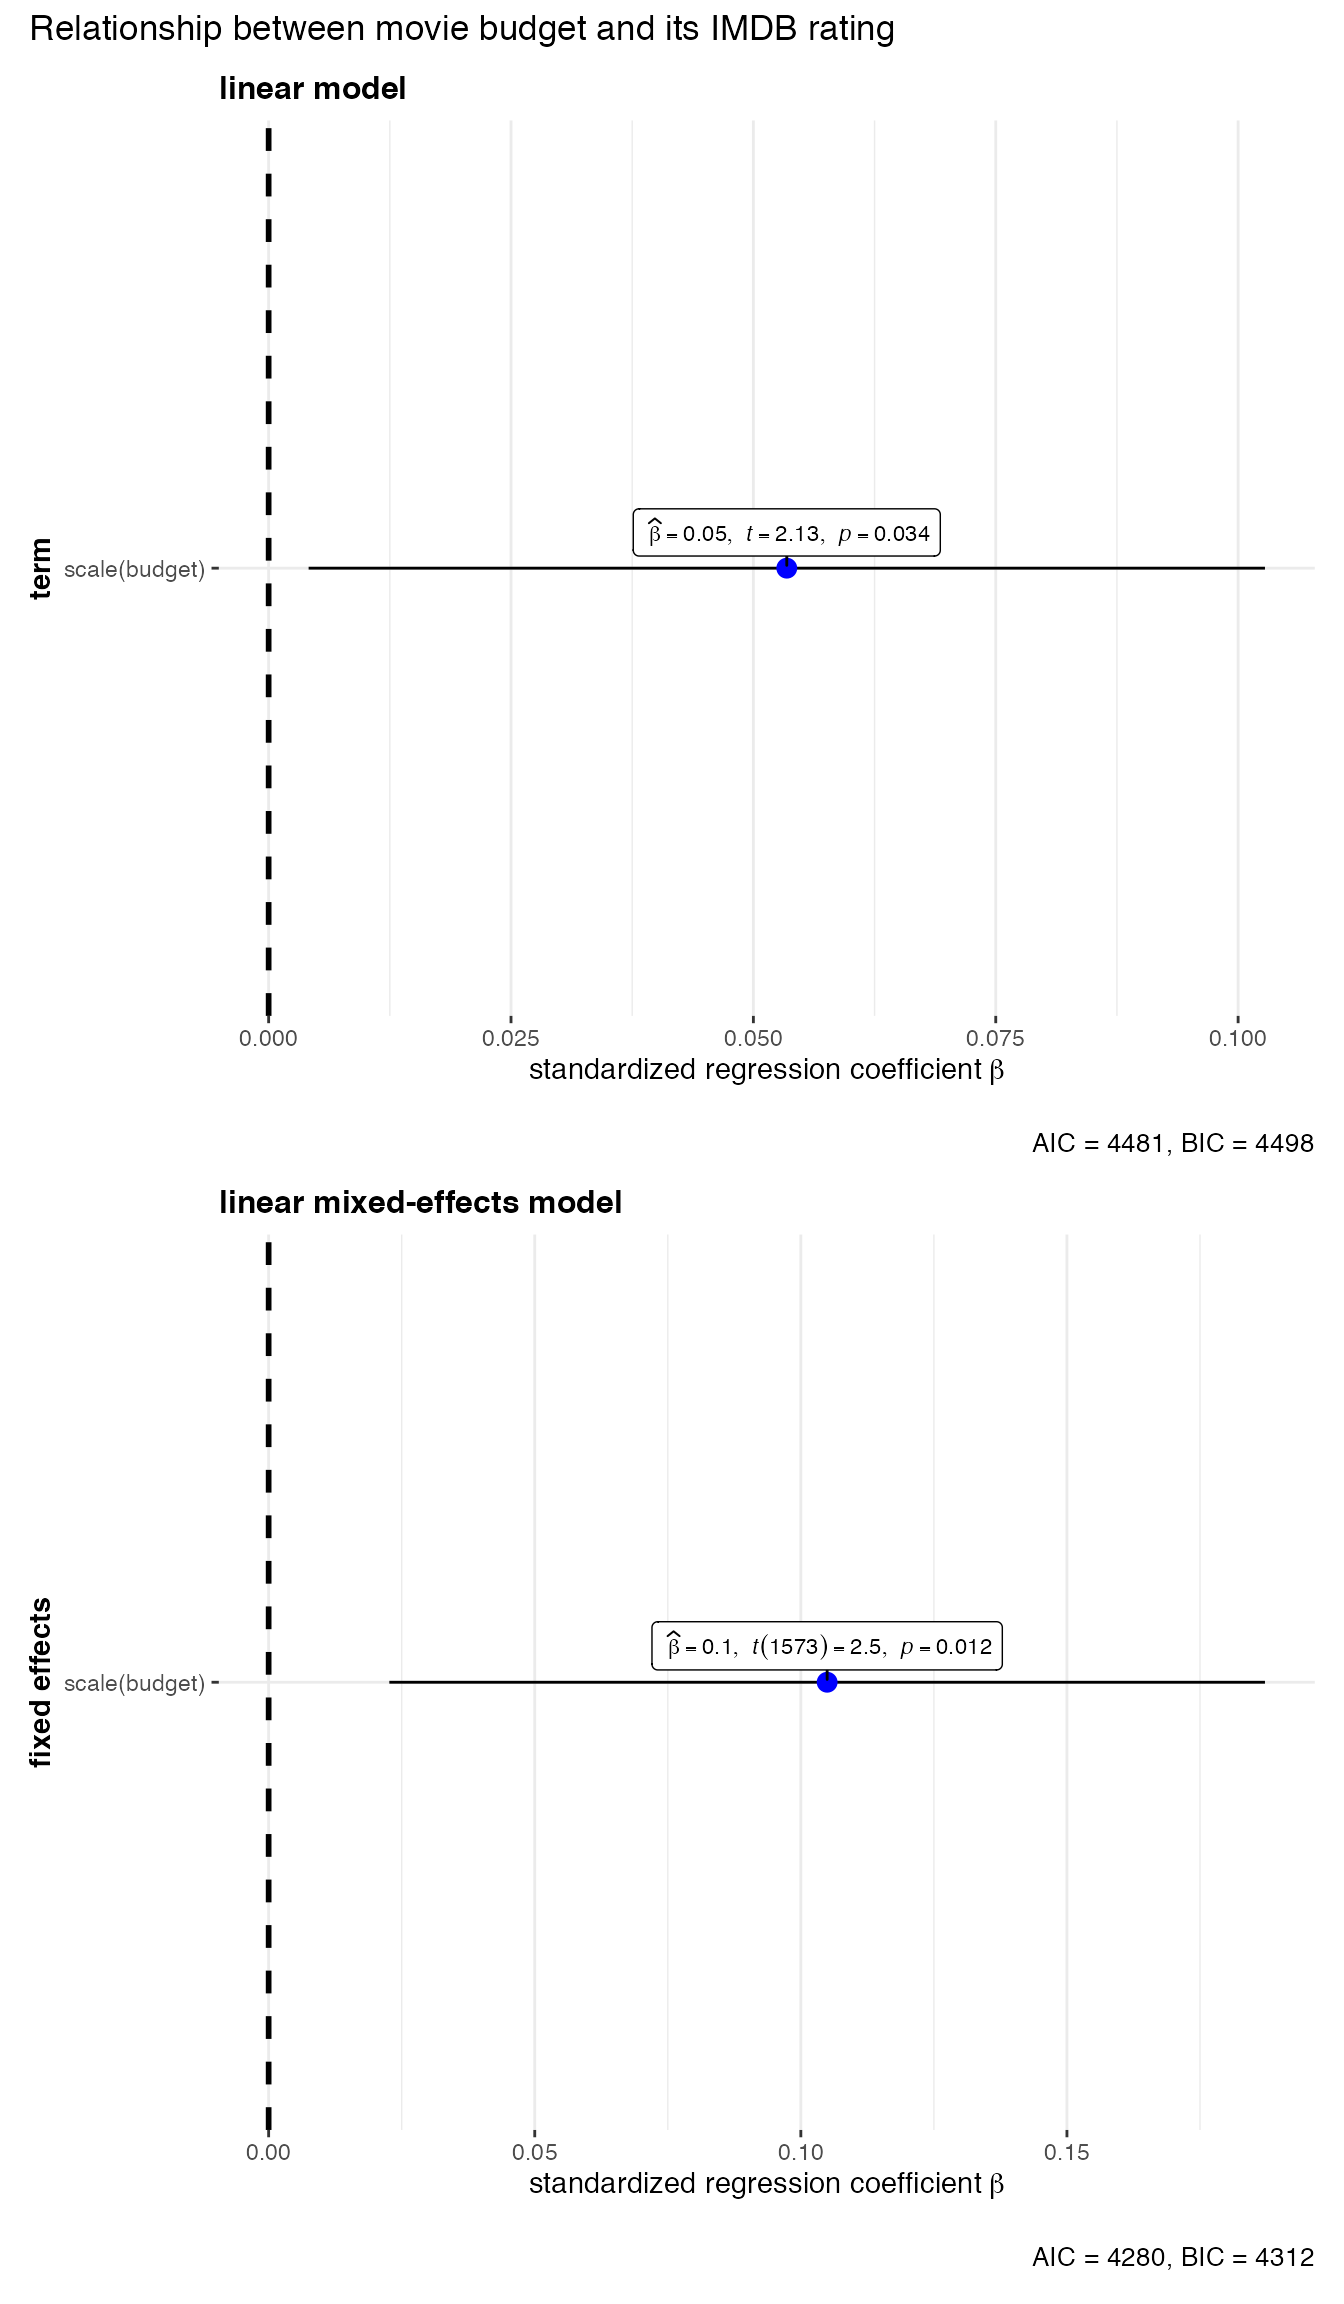 Relationship between movie budget and its IMDB rating
linear model
β̂ = 0.05, t = 2.13, p = 0.034
term
scale(budget)
0.000 0.025 0.050 0.075 0.100
standardized regression coefficient β
AIC = 4481, BIC = 4498
linear mixed-effects model
β̂ = 0.1, t(1573) = 2.5, p = 0.012
fixed effects
scale(budget)
0.00 0.05 0.10 0.15
standardized regression coefficient β
AIC = 4280, BIC = 4312